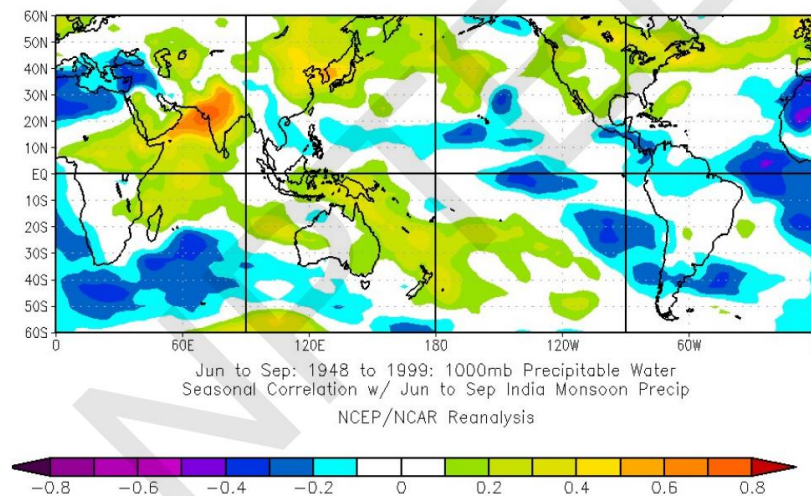 60N
50N
40N
30N
20N
10N
EQ
10S
20S
30S
40S
50S
60S
0 60E 120E 180 120W 60W
Jun to Sep: 1948 to 1999: 1000mb Precipitable Water
Seasonal Correlation w/ Jun to Sep India Monsoon Precip
NCEP/NCAR Reanalysis
-0.8 -0.6 -0.4 -0.2 0 0.2 0.4 0.6 0.8